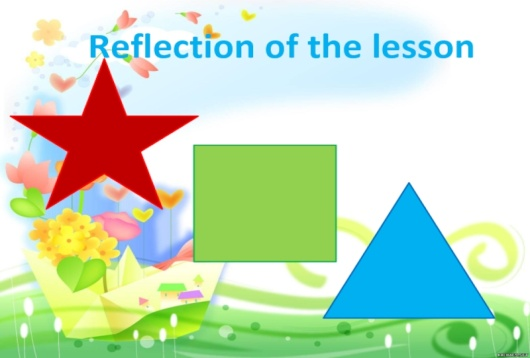 Reflection of the lesson